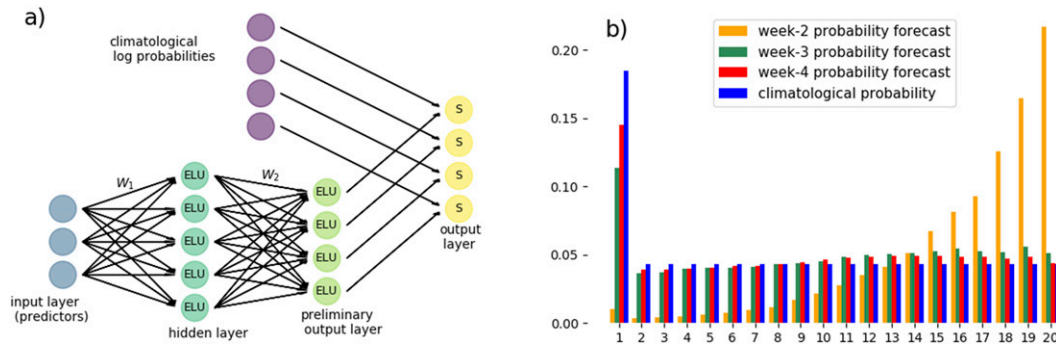 a)
climatological
log probabilities
S
S
S
S
output
layer
W1
W2
ELU
ELU
ELU
ELU
ELU
ELU
ELU
ELU
ELU
input layer
(predictors)
hidden layer
preliminary
output layer
b)
week-2 probability forecast
week-3 probability forecast
week-4 probability forecast
climatological probability
0.20
0.15
0.10
0.05
0.00
1 2 3 4 5 6 7 8 9 10 11 12 13 14 15 16 17 18 19 20